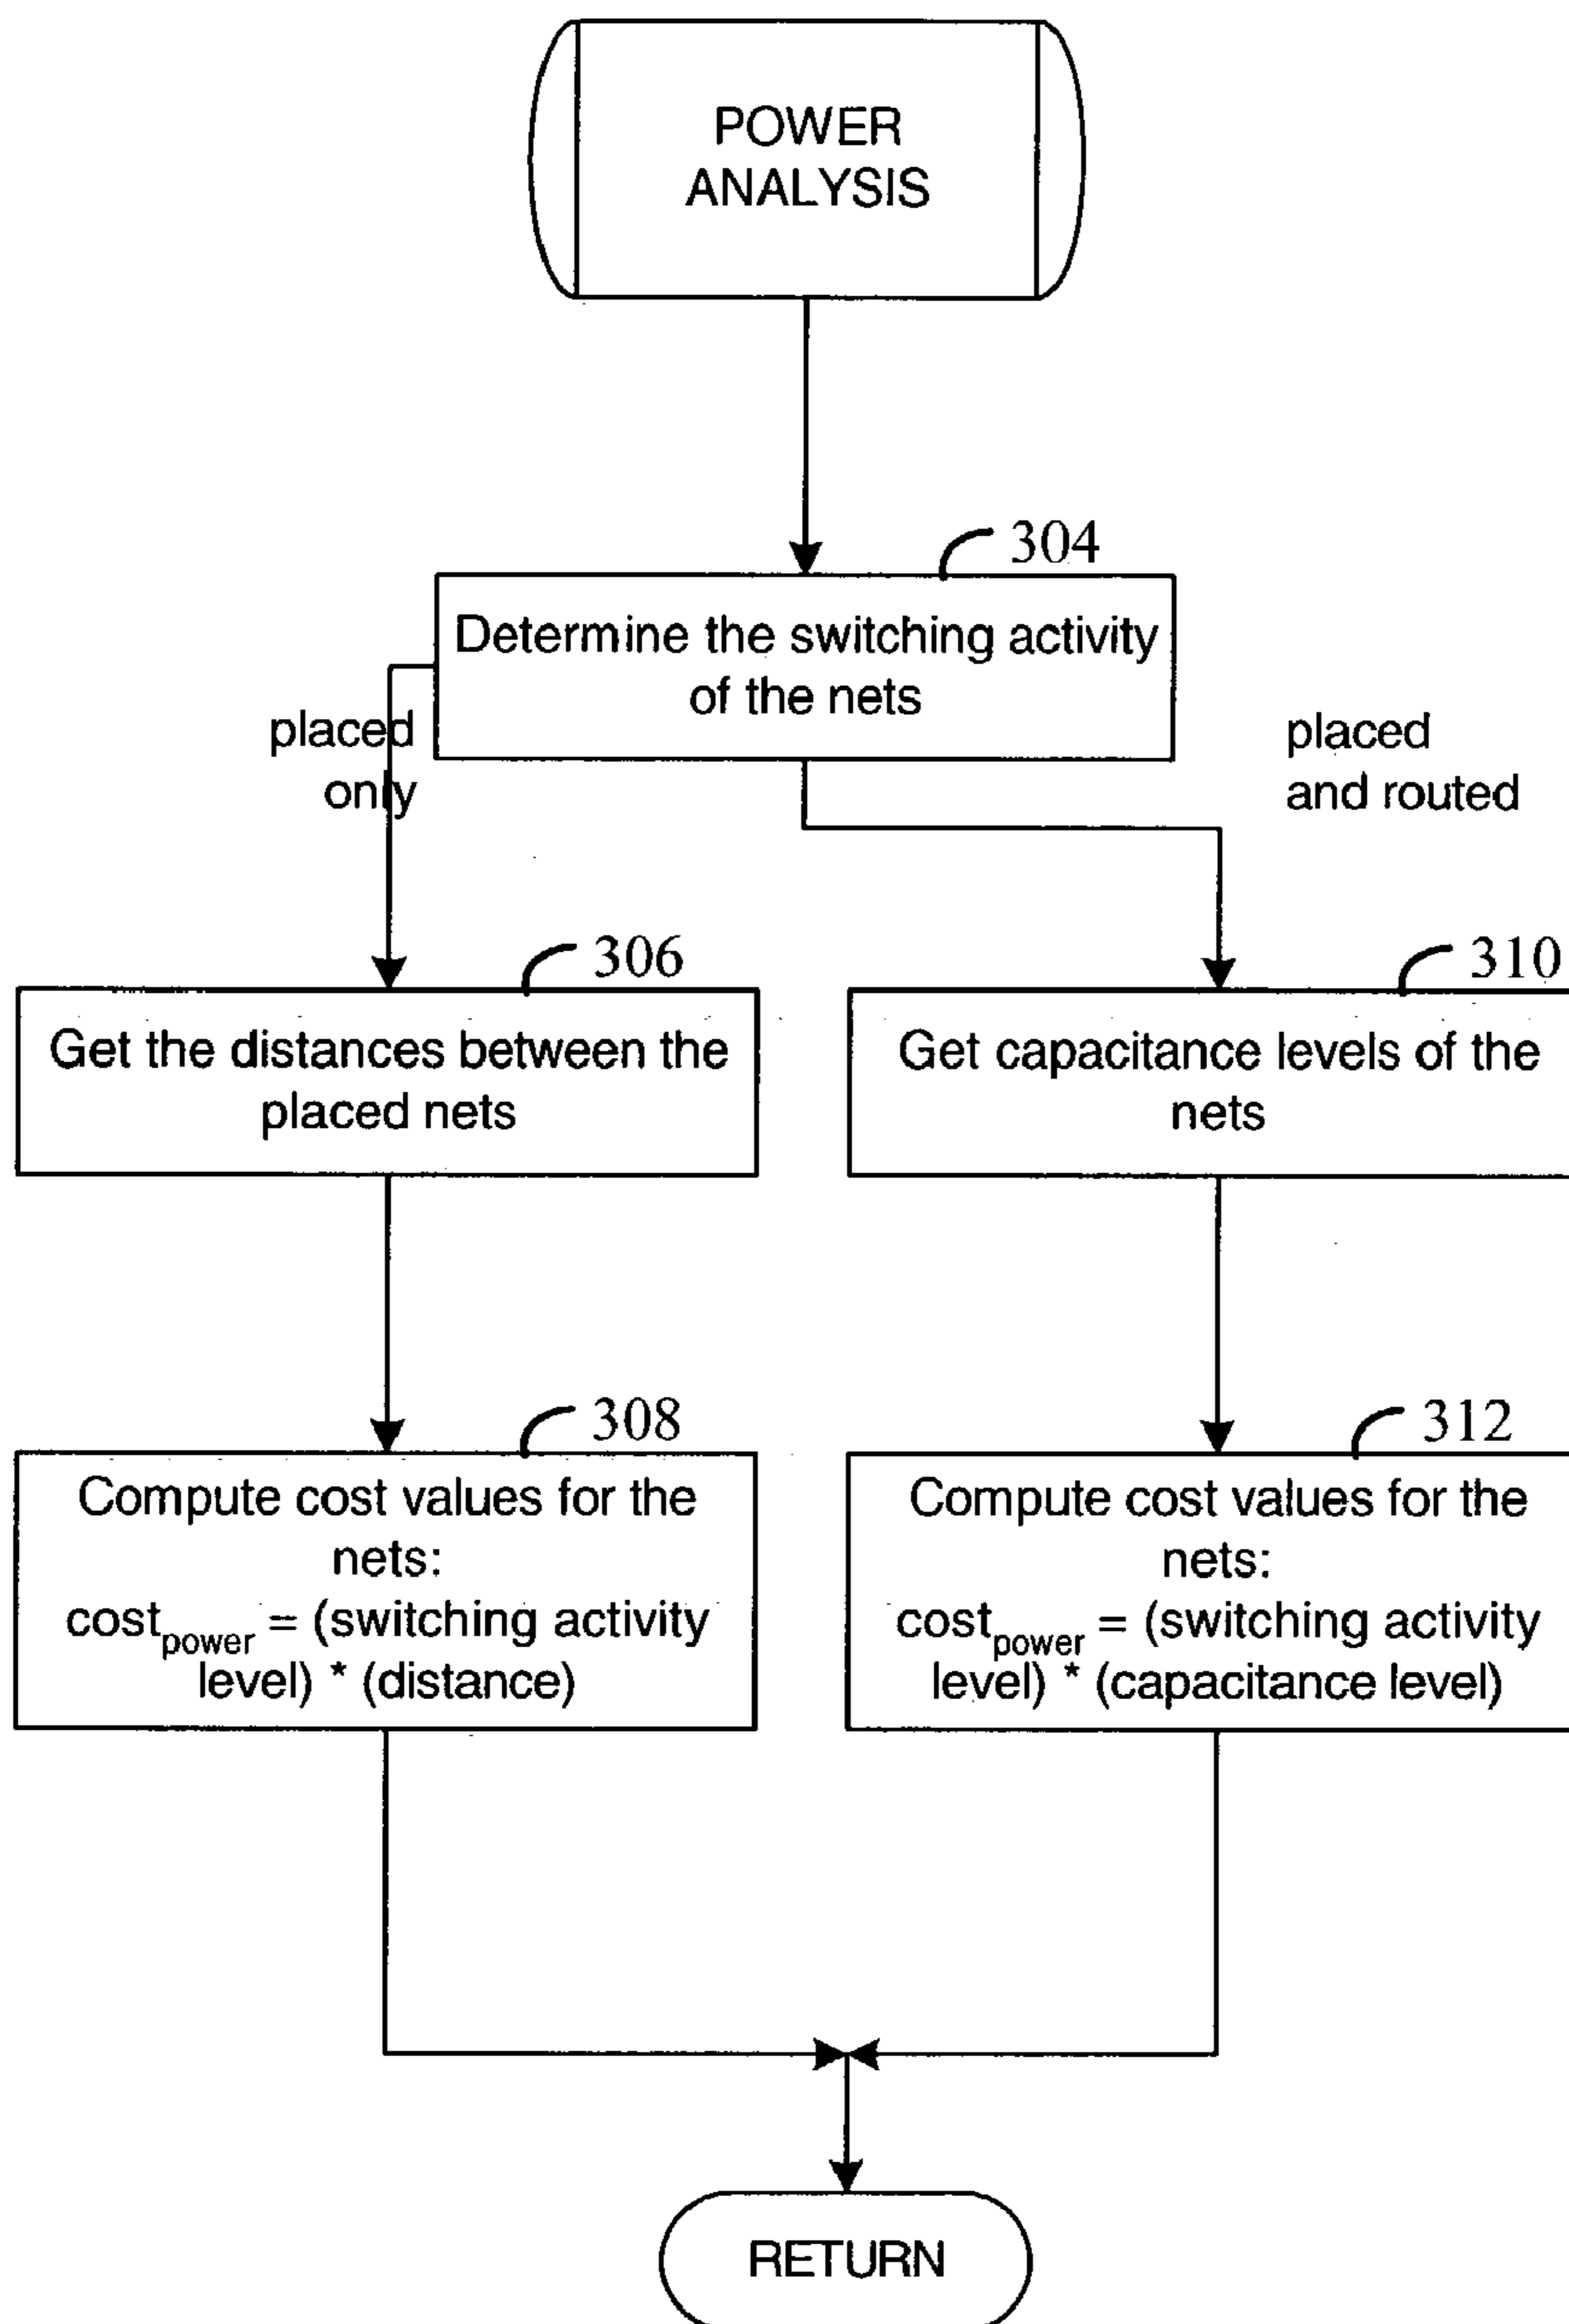 POWER
ANALYSIS
304
Determine the switching activity
of the nets
placed
only
placed
and routed
306
Get the distances between the
placed nets
310
Get capacitance levels of the
nets
308
Compute cost values for the
nets:
cost_power = (switching activity
level) * (distance)
312
Compute cost values for the
nets:
cost_power = (switching activity
level) * (capacitance level)
RETURN